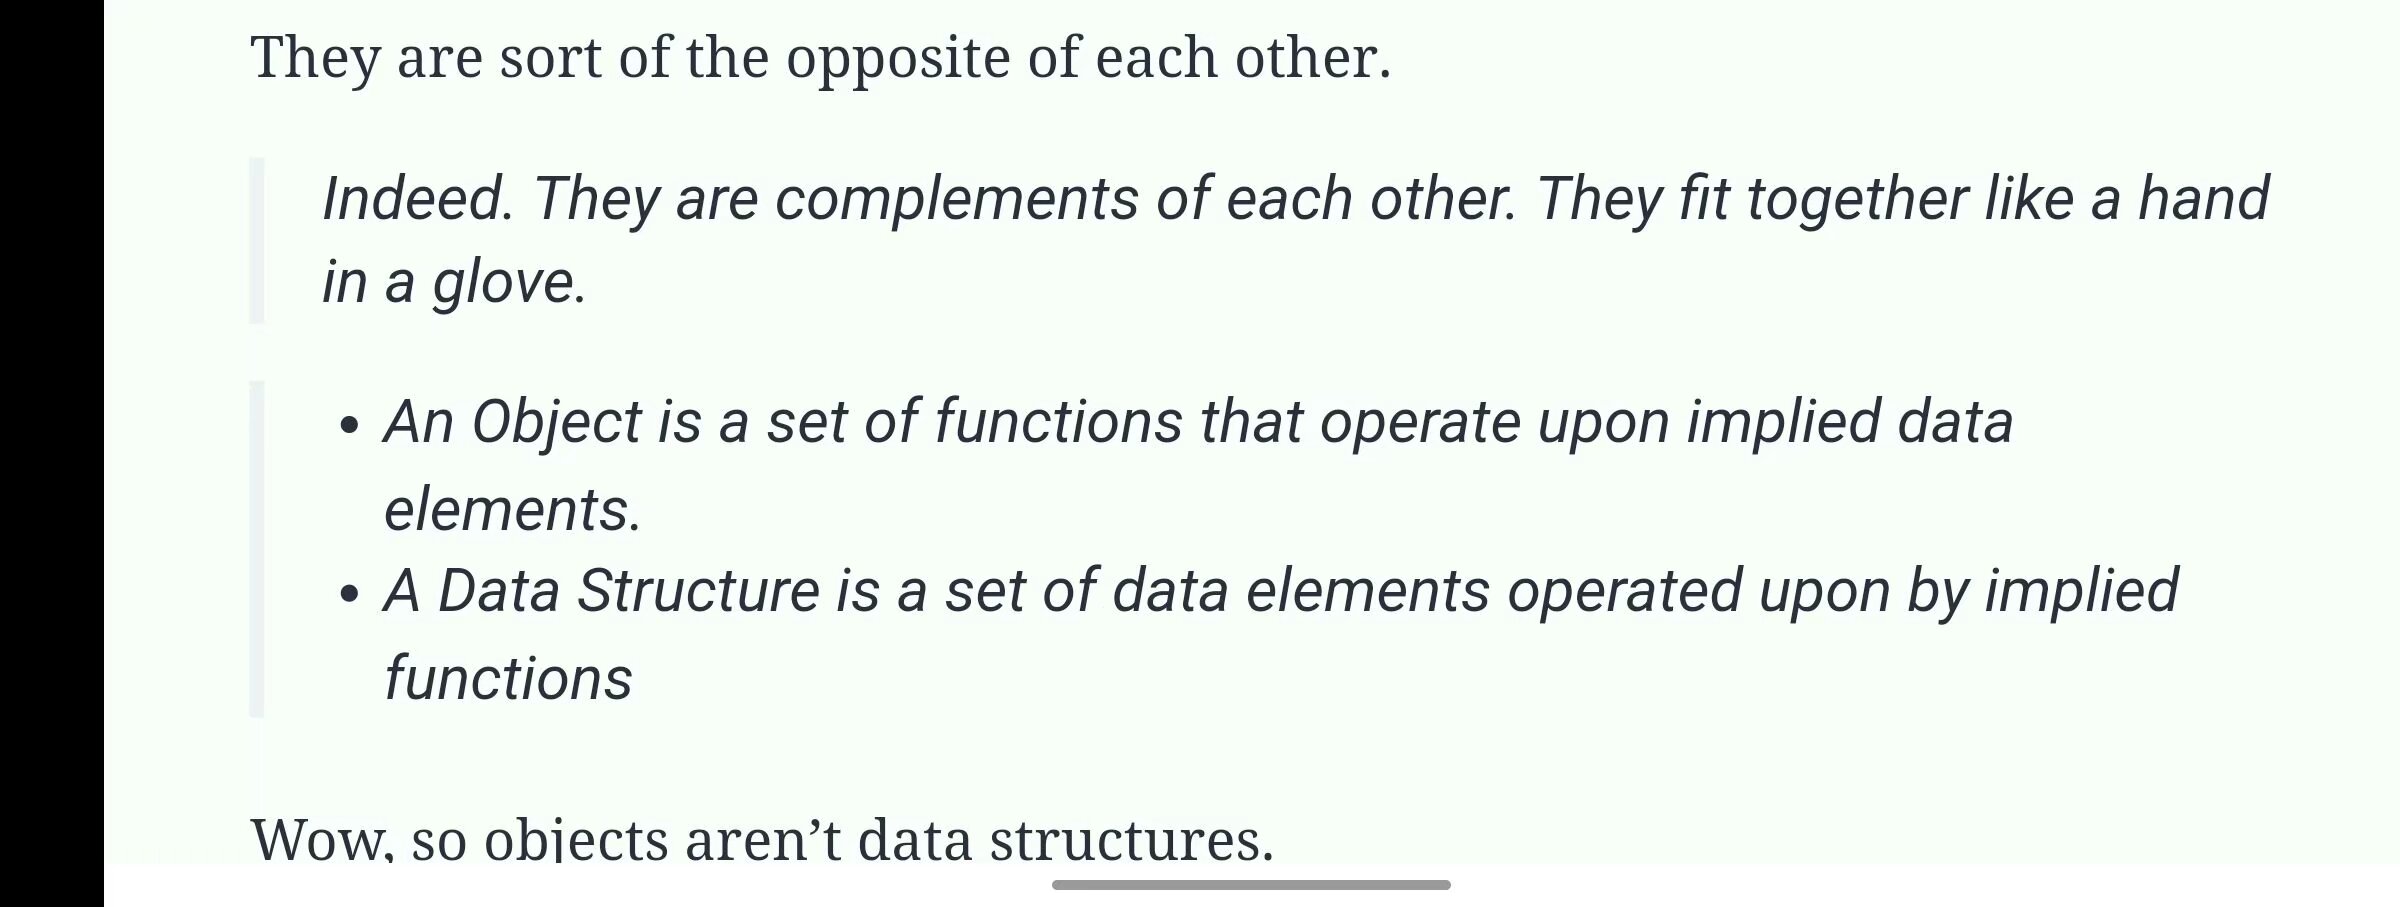 They are sort of the opposite of each other.
Indeed. They are complements of each other. They fit together like a hand
in a glove.
• An Object is a set of functions that operate upon implied data
elements.
• A Data Structure is a set of data elements operated upon by implied
functions
Wow, so objects aren’t data structures.